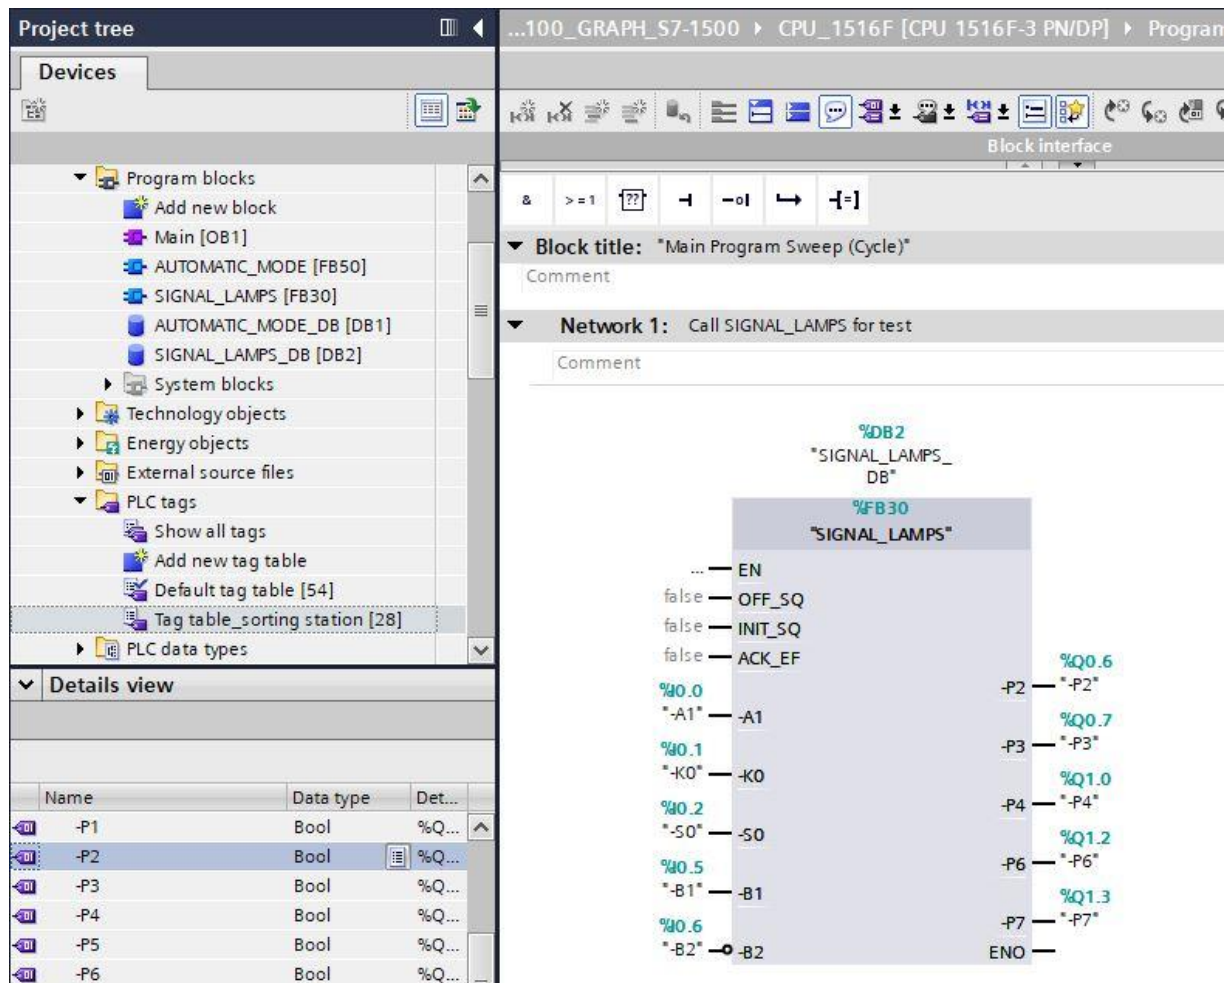 Project tree
...100_GRAPH_S7-1500 ▸ CPU_1516F [CPU 1516F-3 PN/DP] ▸ Program
Devices
Block interface
Program blocks
Add new block
Main [OB1]
AUTOMATIC_MODE [FB50]
SIGNAL_LAMPS [FB30]
AUTOMATIC_MODE_DB [DB1]
SIGNAL_LAMPS_DB [DB2]
System blocks
Technology objects
Energy objects
External source files
PLC tags
Show all tags
Add new tag table
Default tag table [54]
Tag table_sorting station [28]
PLC data types
Details view
Name Data type Det...
-P1 Bool %Q...
-P2 Bool %Q...
-P3 Bool %Q...
-P4 Bool %Q...
-P5 Bool %Q...
-P6 Bool %Q...
& >=1 ??
Block title: "Main Program Sweep (Cycle)"
Comment
Network 1: Call SIGNAL_LAMPS for test
Comment
%DB2
"SIGNAL_LAMPS_
DB"
%FB30
"SIGNAL_LAMPS"
... EN
false OFF_SQ
false INIT_SQ
false ACK_EF
%I0.0
"-A1" -A1
%I0.1
"-K0" -K0
%I0.2
"-S0" -S0
%I0.5
"-B1" -B1
%I0.6
"-B2" -B2
%Q0.6
-P2 "-P2"
%Q0.7
-P3 "-P3"
%Q1.0
-P4 "-P4"
%Q1.2
-P6 "-P6"
%Q1.3
-P7 "-P7"
ENO